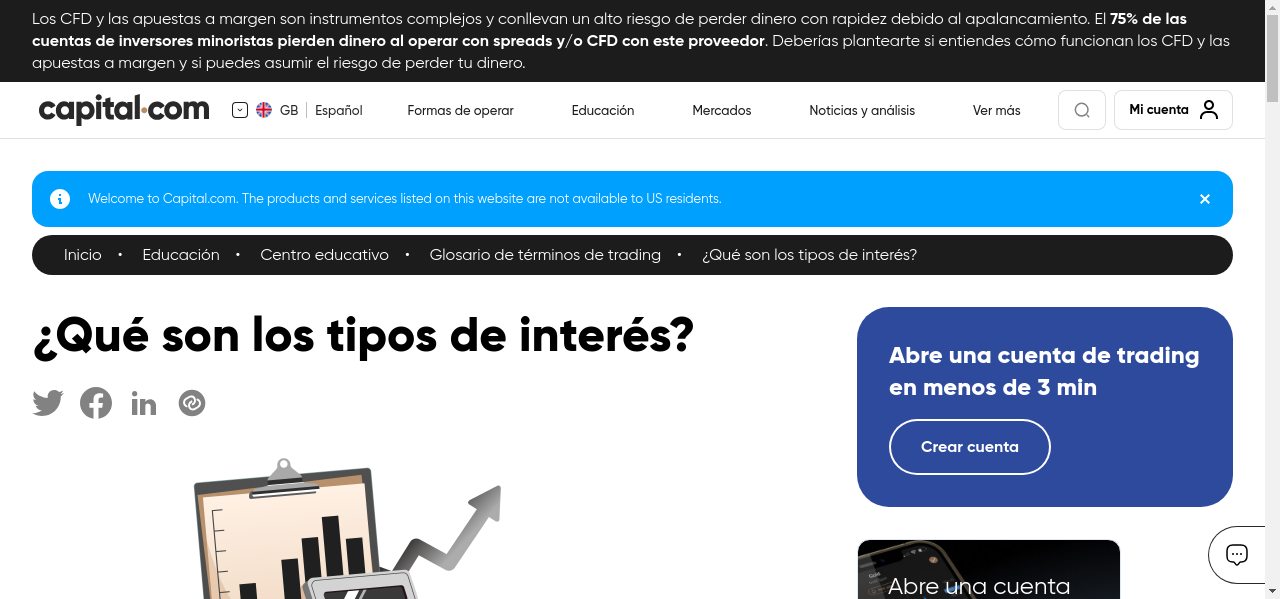 Los CFD y las apuestas a margen son instrumentos complejos y conllevan un alto riesgo de perder dinero con rapidez debido al apalancamiento. El 75% de las
cuentas de inversores minoristas pierden dinero al operar con spreads y/o CFD con este proveedor. Deberías plantearte si entiendes cómo funcionan los CFD y las
apuestas a margen y si puedes asumir el riesgo de perder tu dinero.
capital.com GB Español Formas de operar Educación Mercados Noticias y análisis Ver más Mi cuenta
Welcome to Capital.com. The products and services listed on this website are not available to US residents.
Inicio • Educación • Centro educativo • Glosario de términos de trading • ¿Qué son los tipos de interés?
¿Qué son los tipos de interés?
Abre una cuenta de trading
en menos de 3 min
Crear cuenta
Abre una cuenta